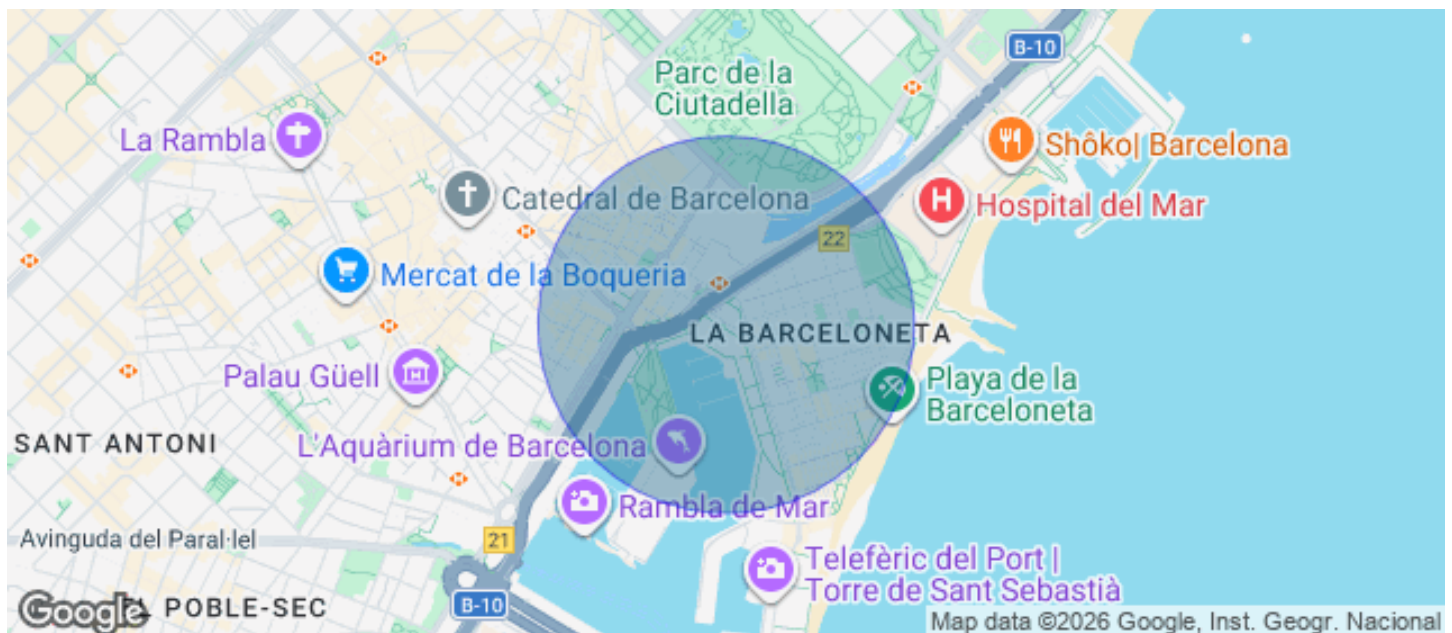 B-10
Parc de la
Ciutadella
La Rambla
Shôko| Barcelona
Catedral de Barcelona
Hospital del Mar
22
Mercat de la Boqueria
LA BARCELONETA
Palau Güell
Playa de la
Barceloneta
SANT ANTONI
L'Aquàrium de Barcelona
Rambla de Mar
Avinguda del Paral·lel
21
Telefèric del Port |
Torre de Sant Sebastià
Google
POBLE-SEC
B-10
Map data ©2026 Google, Inst. Geogr. Nacional